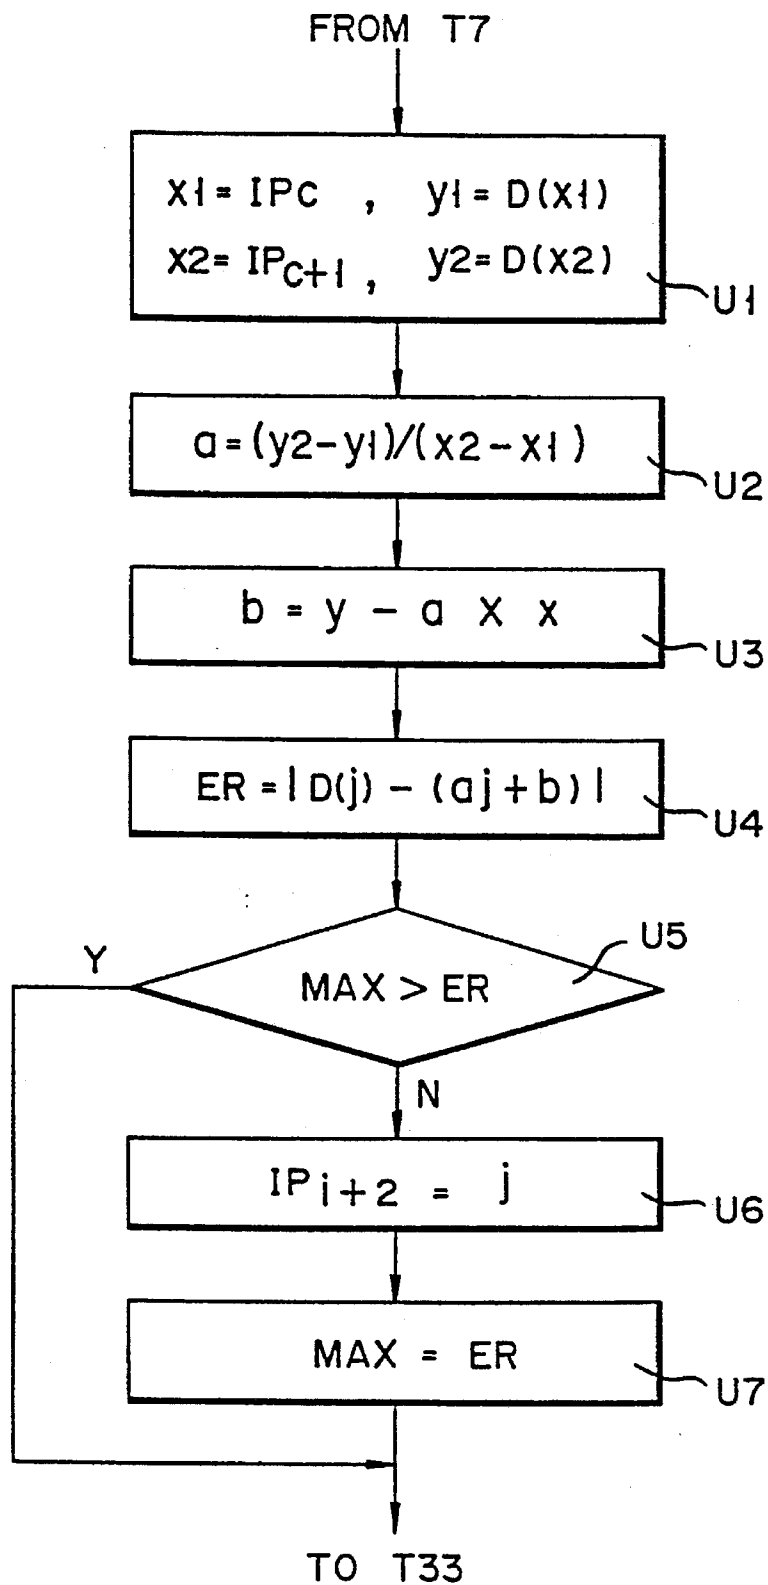 FROM T7
x1 = IPC , y1 = D(x1)
x2 = IPC+1 , y2 = D(x2)
U1
a = (y2-y1)/(x2-x1)
U2
b = y - a X x
U3
ER = | D(j) - (aj+b) |
U4
U5
Y
MAX > ER
N
IP i+2 = j
U6
MAX = ER
U7
TO T33